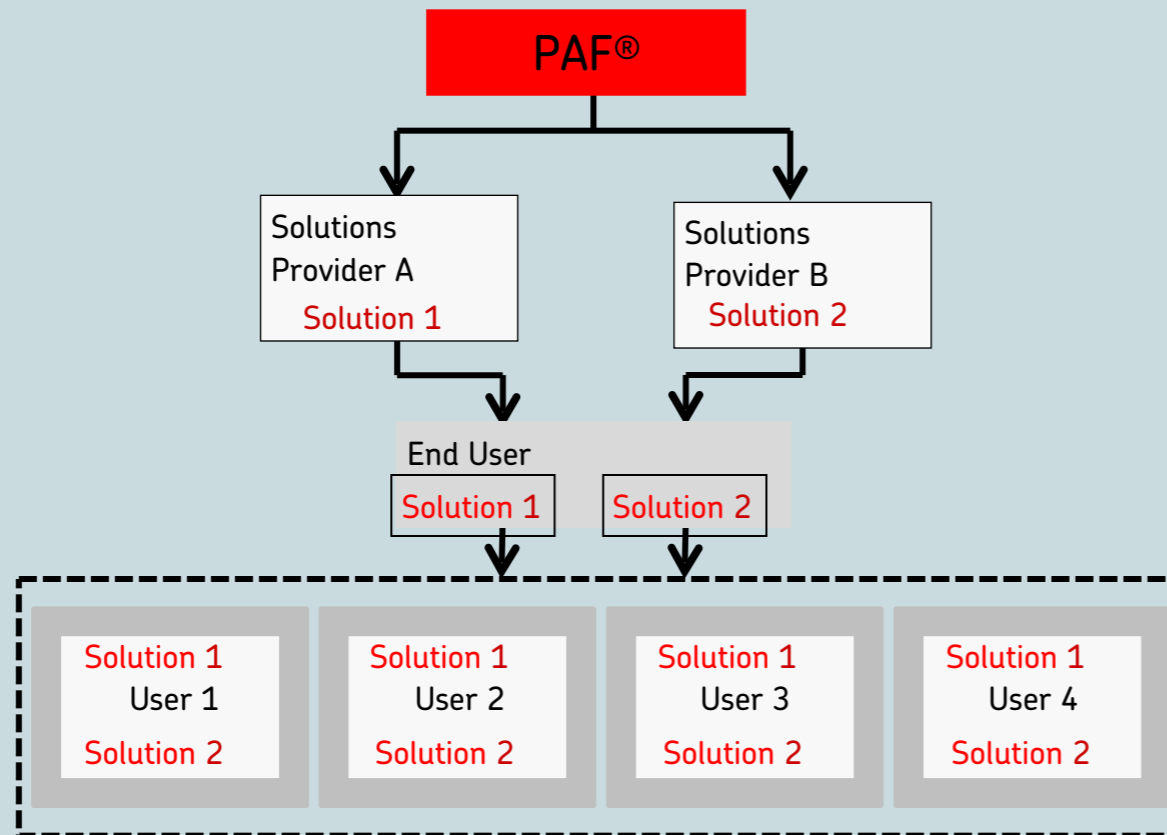 PAF®
Solutions
Provider A
Solution 1
Solutions
Provider B
Solution 2
End User
Solution 1
Solution 2
Solution 1
User 1
Solution 2
Solution 1
User 2
Solution 2
Solution 1
User 3
Solution 2
Solution 1
User 4
Solution 2